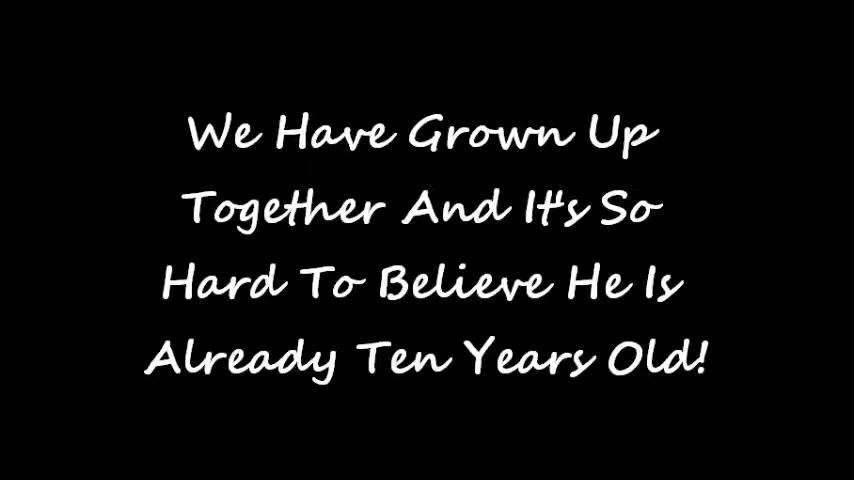 We Have Grown Up
Together And It's So
Hard To Believe He Is
Already Ten Years Old!